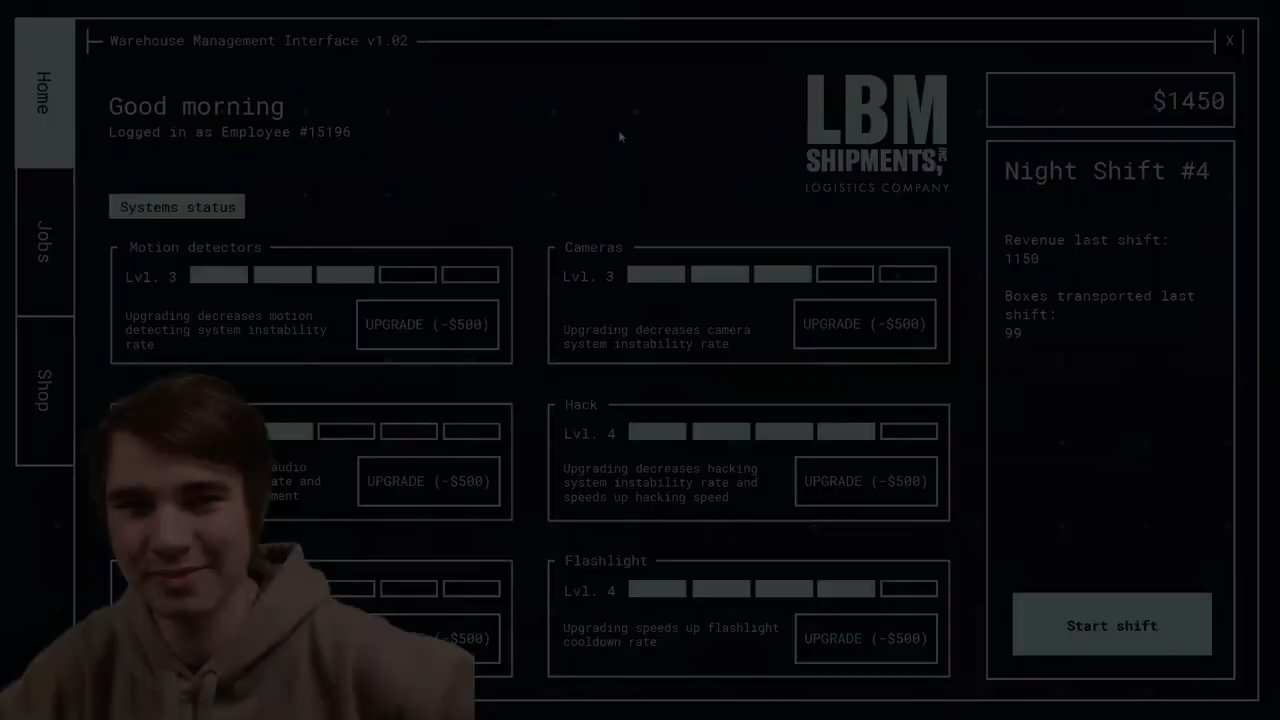 Warehouse Management Interface v1.02
X
Home
Jobs
Shop
Good morning
Logged in as Employee #15196
LBM
SHIPMENTS, INC
LOGISTICS COMPANY
$1450
Systems status
Motion detectors
Lvl. 3
Upgrading decreases motion
detecting system instability
rate
UPGRADE (-$500)
Cameras
Lvl. 3
Upgrading decreases camera
system instability rate
UPGRADE (-$500)
audio
ate and
ment
UPGRADE (-$500)
Hack
Lvl. 4
Upgrading decreases hacking
system instability rate and
speeds up hacking speed
UPGRADE (-$500)
(-$500)
Flashlight
Lvl. 4
Upgrading speeds up flashlight
cooldown rate
UPGRADE (-$500)
Night Shift #4
Revenue last shift:
1150
Boxes transported last
shift:
99
Start shift